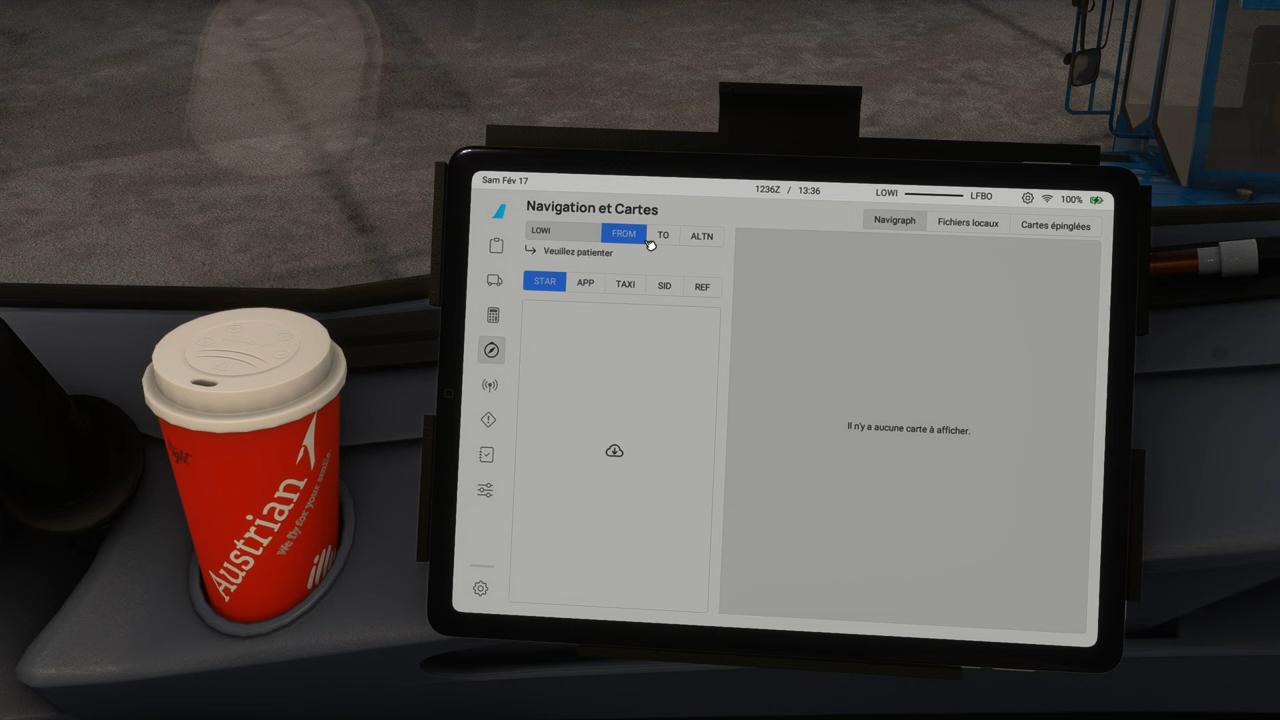 Sam Fév 17
1236Z / 13:36
LOWI LFBO
100%
Navigation et Cartes
Navigraph
Fichiers locaux
Cartes épinglées
LOWI
FROM
TO
ALTN
Veuillez patienter
STAR
APP
TAXI
SID
REF
Il n'y a aucune carte à afficher.
Austrian
We fly for your smile.